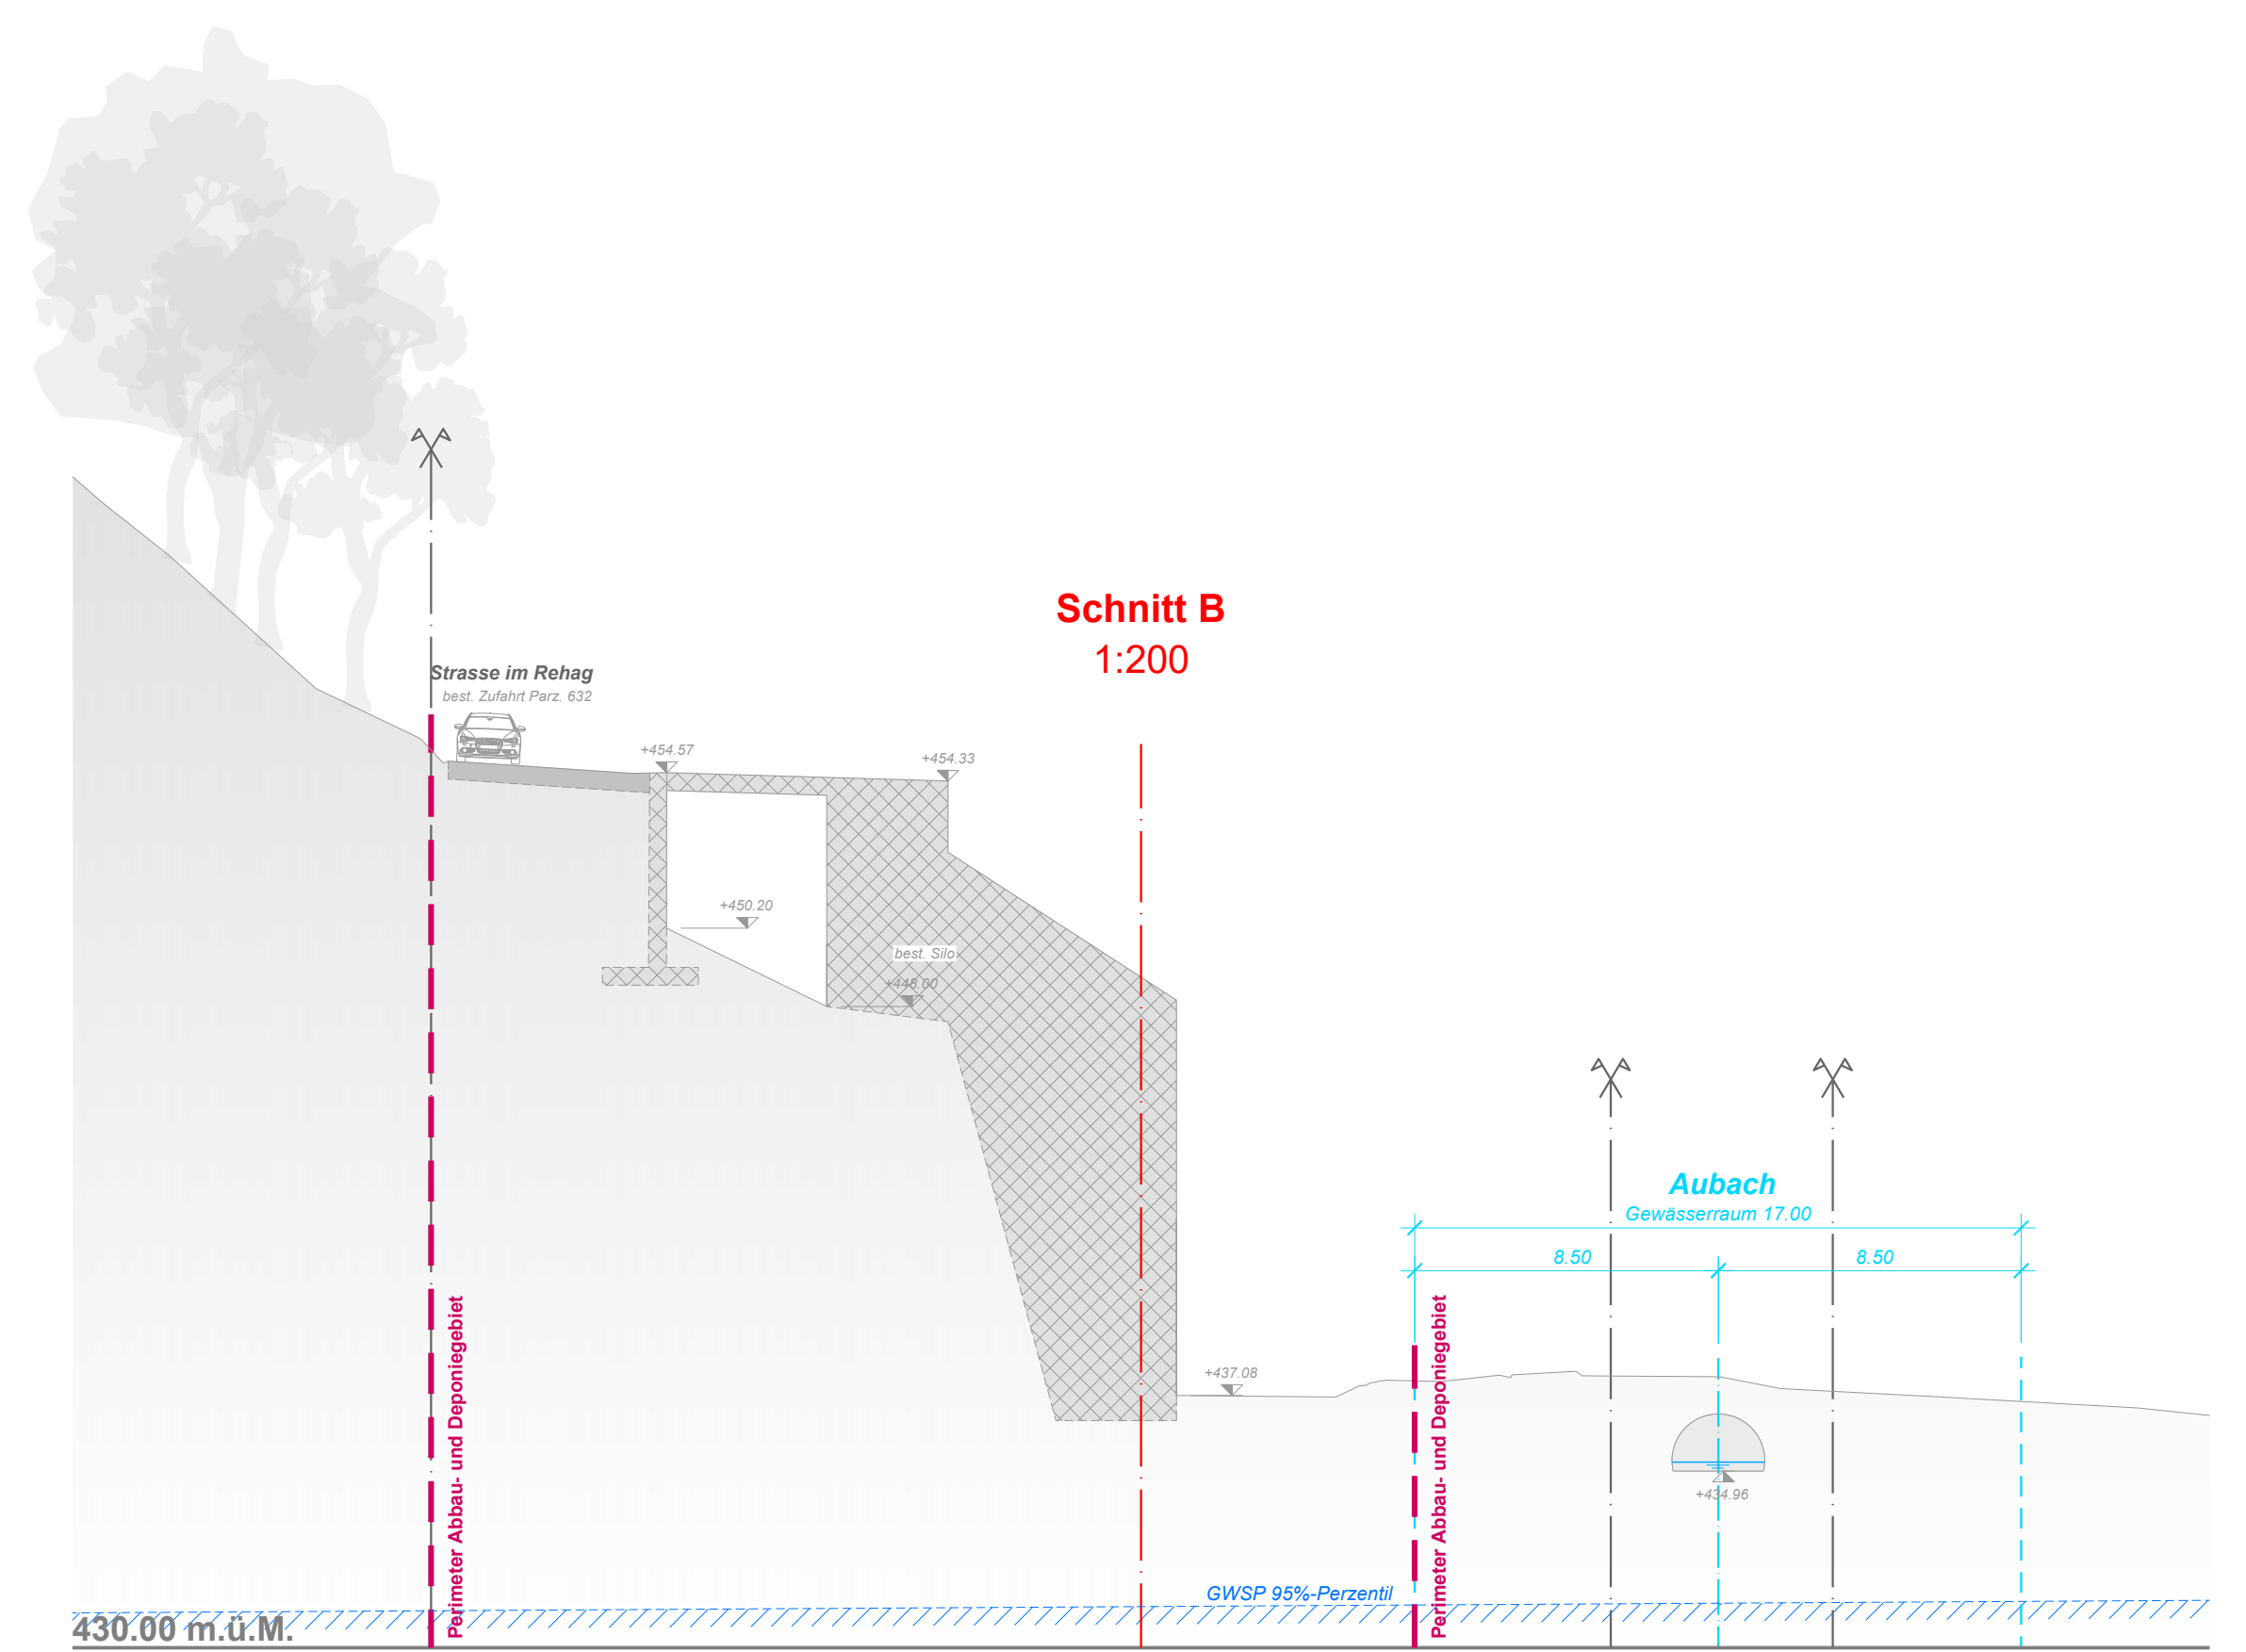 Schnitt B
1:200
Strasse im Rehag
best. Zufahrt Parz. 632
+454.57
+454.33
+450.20
best. Silo
+448.00
Aubach
Gewässerraum 17.00
8.50
8.50
Perimeter Abbau- und Deponiegebiet
Perimeter Abbau- und Deponiegebiet
+437.08
+434.96
GWSP 95%-Perzentil
430.00 m.ü.M.